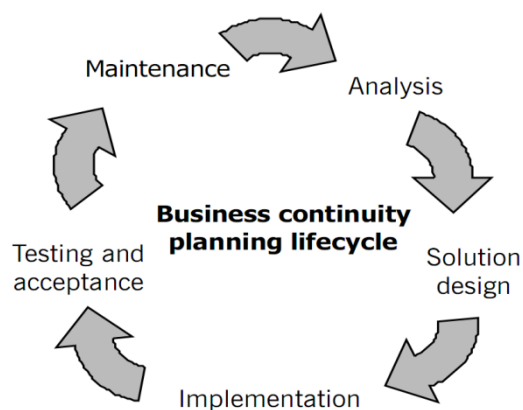 Maintenance
Analysis
Business continuity
planning lifecycle
Testing and
acceptance
Solution
design
Implementation